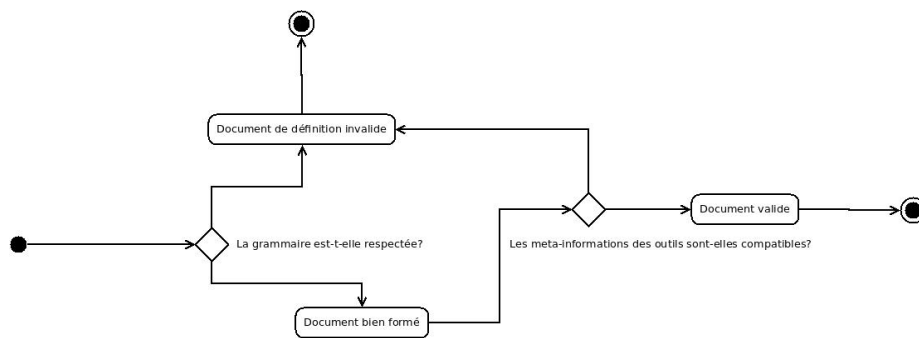 Document de définition invalide
Document valide
La grammaire est-t-elle respectée?
Les meta-informations des outils sont-elles compatibles?
Document bien formé